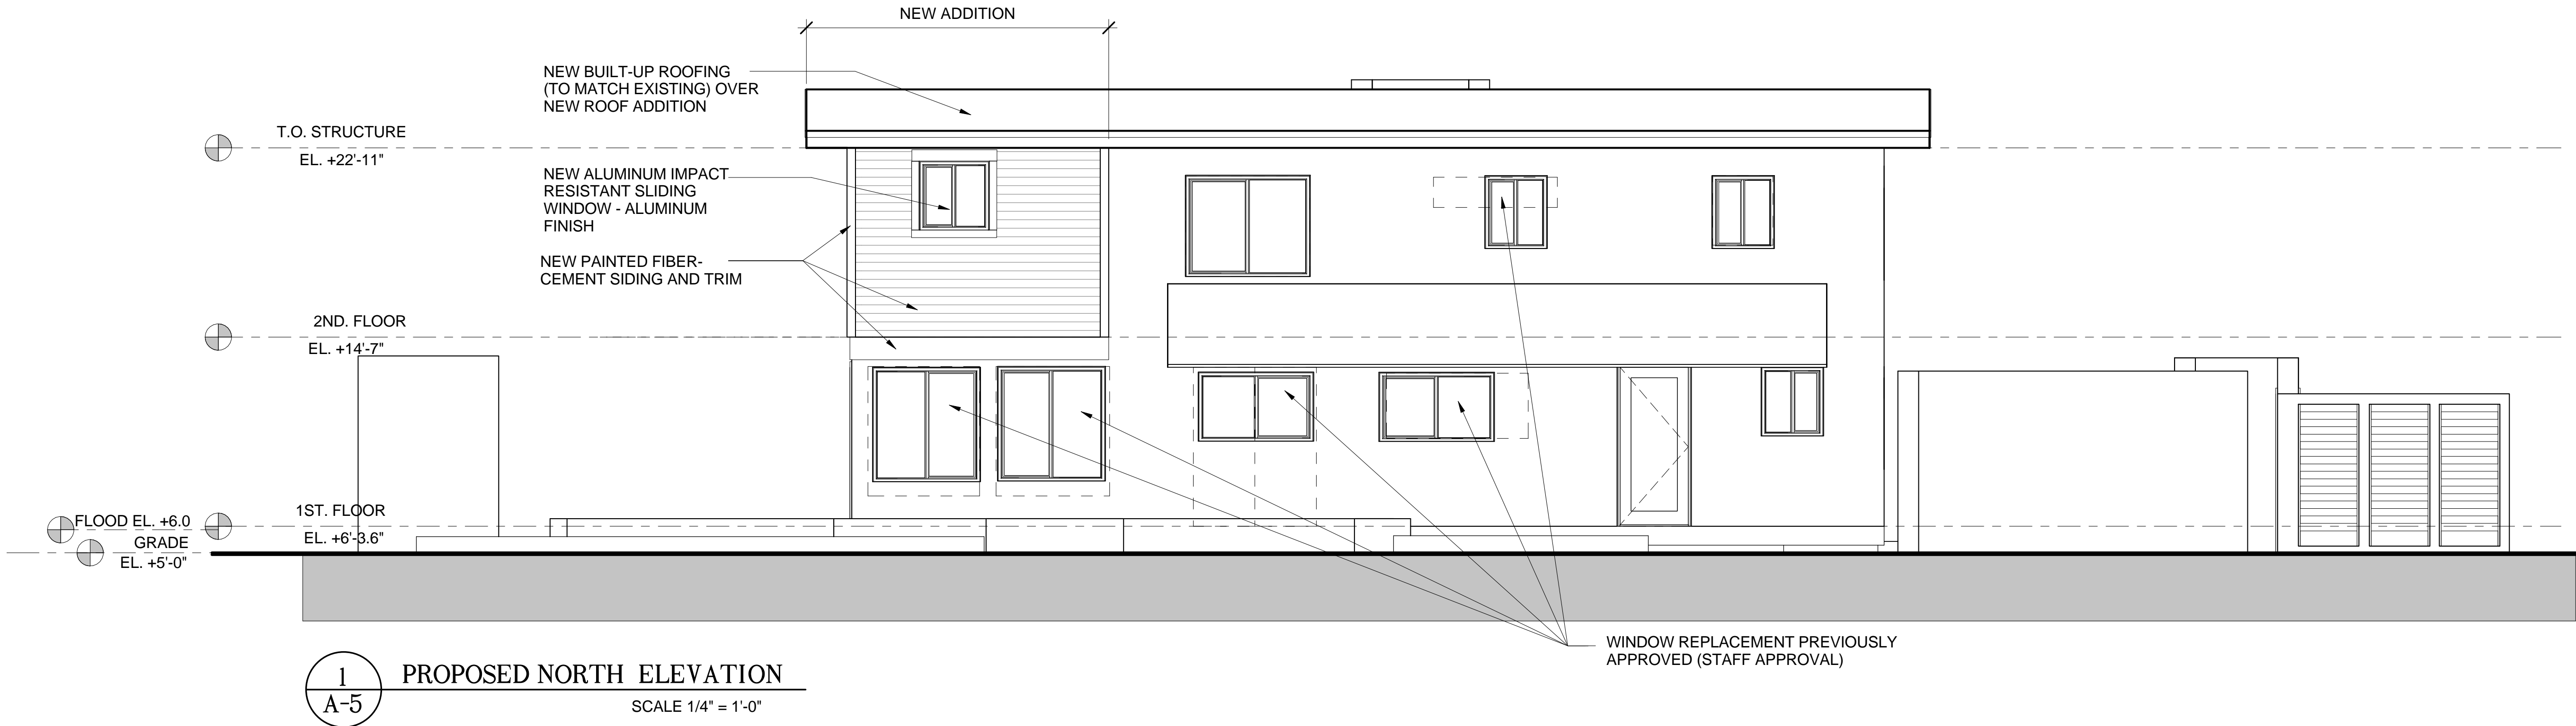 NEW ADDITION
NEW BUILT-UP ROOFING
(TO MATCH EXISTING) OVER
NEW ROOF ADDITION
T.O. STRUCTURE
EL. +22'-11"
NEW ALUMINUM IMPACT
RESISTANT SLIDING
WINDOW - ALUMINUM
FINISH
NEW PAINTED FIBER-
CEMENT SIDING AND TRIM
2ND. FLOOR
EL. +14'-7"
1ST. FLOOR
EL. +6'-3.6"
FLOOD EL. +6.0
GRADE
EL. +5'-0"
WINDOW REPLACEMENT PREVIOUSLY
APPROVED (STAFF APPROVAL)
1
A-5
PROPOSED NORTH ELEVATION
SCALE 1/4" = 1'-0"